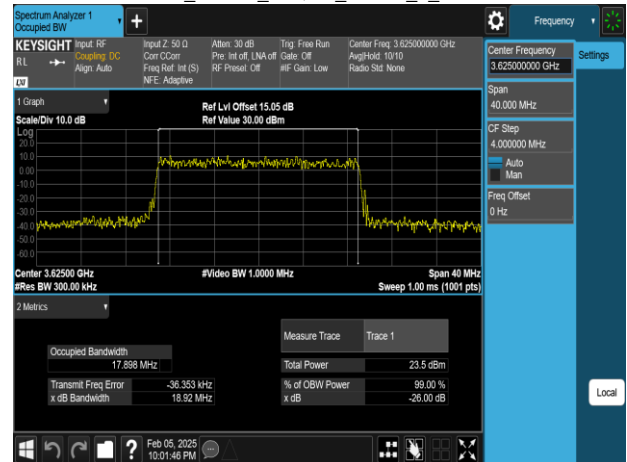 Spectrum Analyzer 1
Occupied BW
+
Frequency
KEYSIGHT
RL
LXI
Input: RF
Coupling: DC
Align: Auto
Input Z: 50 Ω
Corr CCorr
Freq Ref: Int (S)
NFE: Adaptive
Atten: 30 dB
Pre: Int off, LNA off
RF Presel: Off
Trig: Free Run
Gate: Off
#IF Gain: Low
Center Freq: 3.625000000 GHz
Avg|Hold: 10/10
Radio Std: None
Center Frequency
3.625000000 GHz
Settings
Span
40.000 MHz
CF Step
4.000000 MHz
Auto
Man
Freq Offset
0 Hz
Local
1 Graph
Scale/Div 10.0 dB
Ref Lvl Offset 15.05 dB
Ref Value 30.00 dBm
Log
20.0
10.0
0.00
-10.0
-20.0
-30.0
-40.0
-50.0
-60.0
Center 3.62500 GHz
#Video BW 1.0000 MHz
Span 40 MHz
#Res BW 300.00 kHz
Sweep 1.00 ms (1001 pts)
2 Metrics
Measure Trace
Trace 1
Occupied Bandwidth
17.898 MHz
Total Power
23.5 dBm
Transmit Freq Error
-36.353 kHz
% of OBW Power
99.00 %
x dB Bandwidth
18.92 MHz
x dB
-26.00 dB
?
Feb 05, 2025
10:01:46 PM